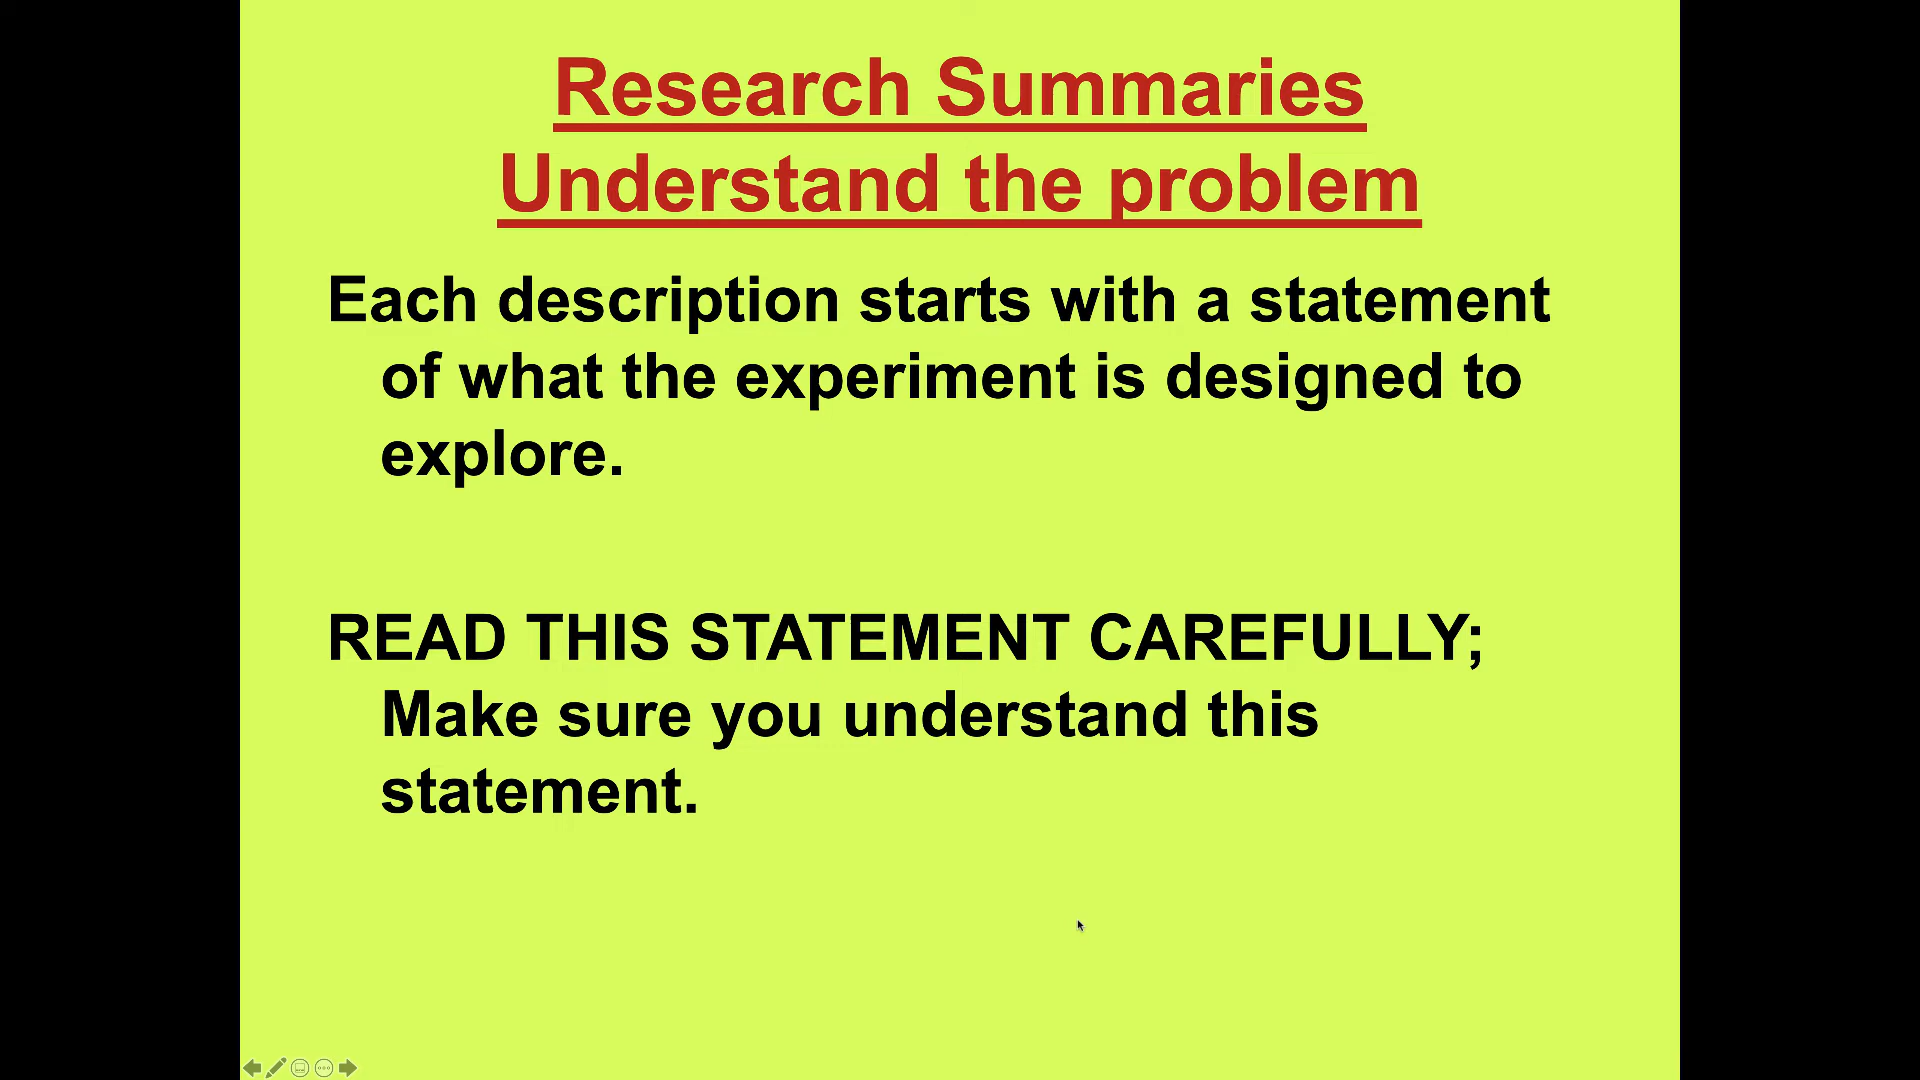 Research Summaries
Understand the problem
Each description starts with a statement
of what the experiment is designed to
explore.
READ THIS STATEMENT CAREFULLY;
Make sure you understand this
statement.